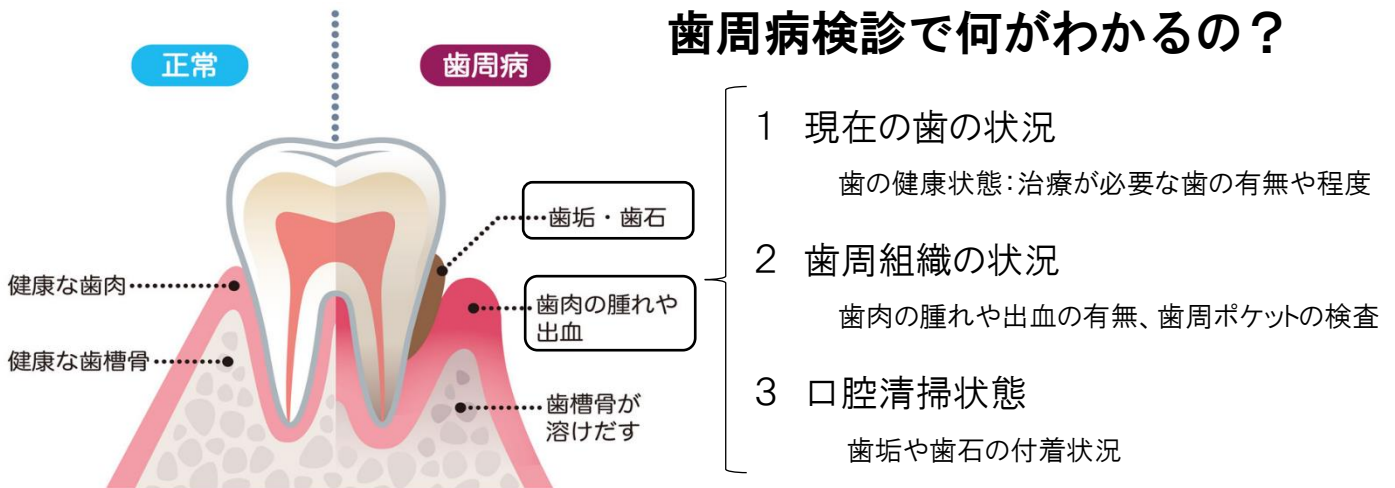 歯周病検診で何がわかるの？
正常
歯周病
健康な歯肉
健康な歯槽骨
歯垢・歯石
歯肉の腫れや
出血
歯槽骨が
溶けだす
1 現在の歯の状況
歯の健康状態：治療が必要な歯の有無や程度
2 歯周組織の状況
歯肉の腫れや出血の有無、歯周ポケットの検査
3 口腔清掃状態
歯垢や歯石の付着状況